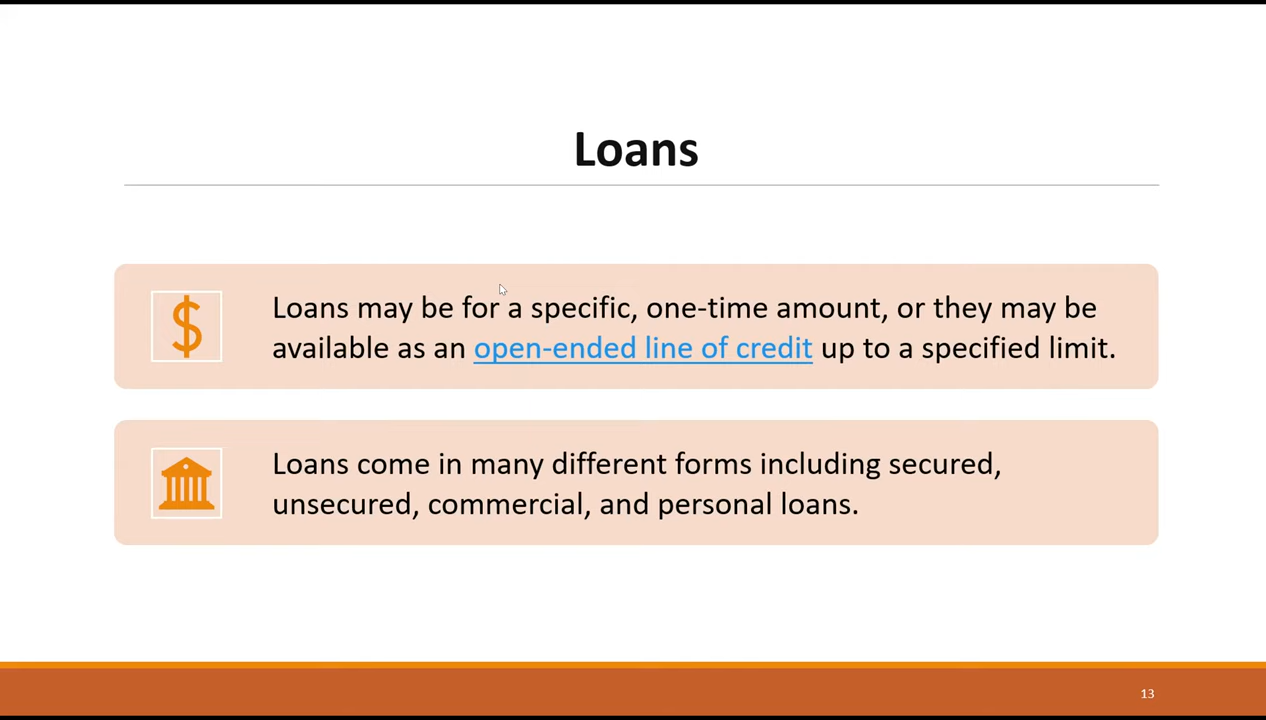 Loans
Loans may be for a specific, one-time amount, or they may be
available as an open-ended line of credit up to a specified limit.
Loans come in many different forms including secured,
unsecured, commercial, and personal loans.
13